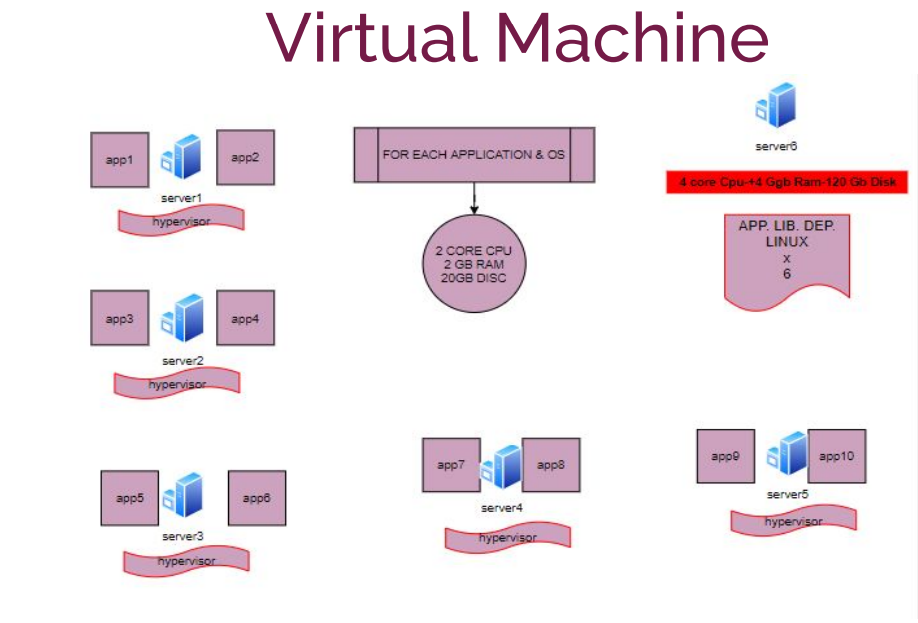 Virtual Machine
app1
app2
server1
hypervisor
FOR EACH APPLICATION & OS
2 CORE CPU
2 GB RAM
20GB DISC
server6
4 core Cpu-+4 Ggb Ram-120 Gb Disk
APP. LIB. DEP.
LINUX
x
6
app3
app4
server2
hypervisor
app5
app6
server3
hypervisor
app7
app8
server4
hypervisor
app9
app10
server5
hypervisor